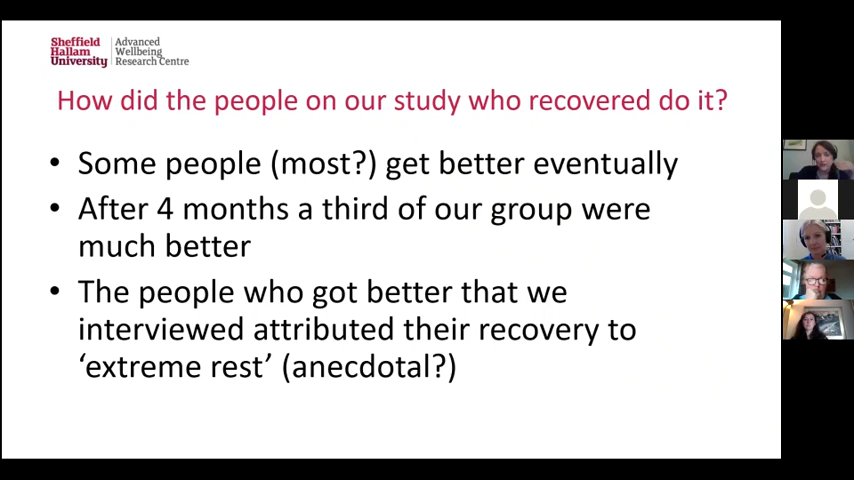 Sheffield
Hallam
University
Advanced
Wellbeing
Research Centre
How did the people on our study who recovered do it?
• Some people (most?) get better eventually
• After 4 months a third of our group were
much better
• The people who got better that we
interviewed attributed their recovery to
‘extreme rest’ (anecdotal?)